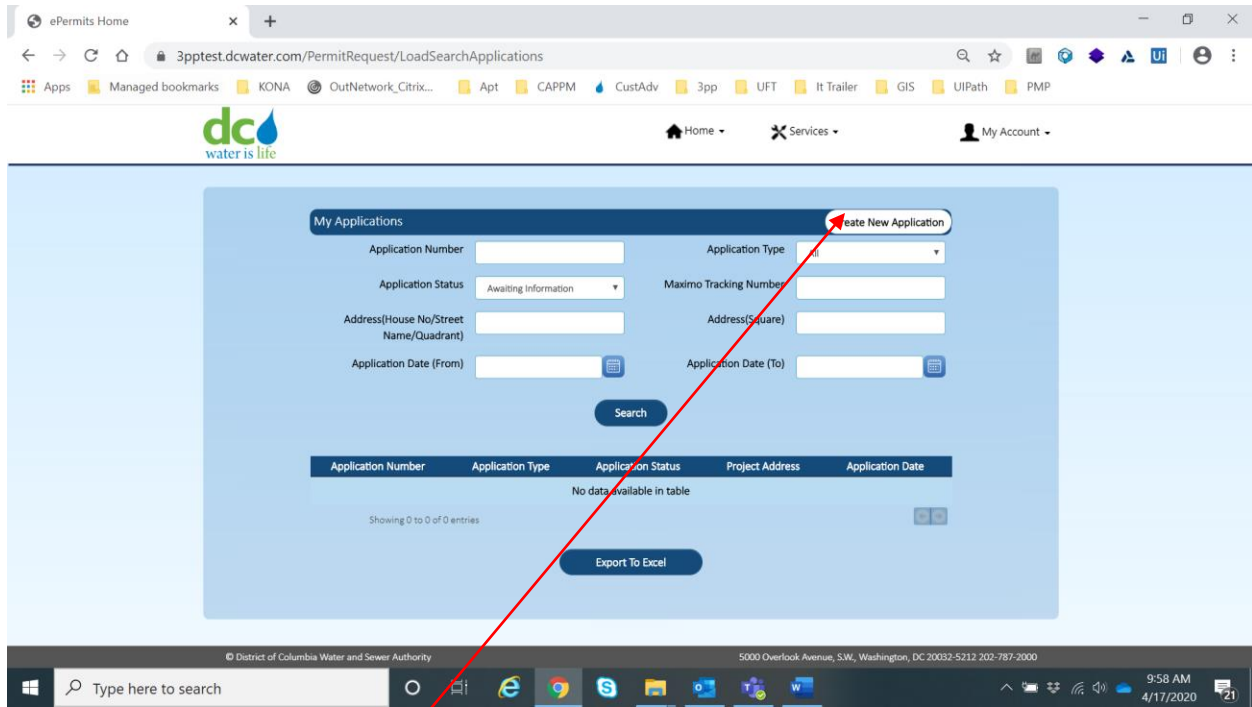 ePermits Home
3pptest.dcwater.com/PermitRequest/LoadSearchApplications
Apps Managed bookmarks KONA OutNetwork_Citrix... Apt CAPPM CustAdv 3pp UFT It Trailer GIS UIPath PMP
dc
water is life
Home Services My Account
My Applications Create New Application
Application Number Application Type All
Application Status Awaiting Information Maximo Tracking Number
Address(House No/Street Name/Quadrant) Address(Square)
Application Date (From) Application Date (To)
Search
Application Number Application Type Application Status Project Address Application Date
No data available in table
Showing 0 to 0 of 0 entries
Export To Excel
© District of Columbia Water and Sewer Authority 5000 Overlook Avenue, S.W., Washington, DC 20032-5212 202-787-2000
Type here to search 9:58 AM
4/17/2020 21